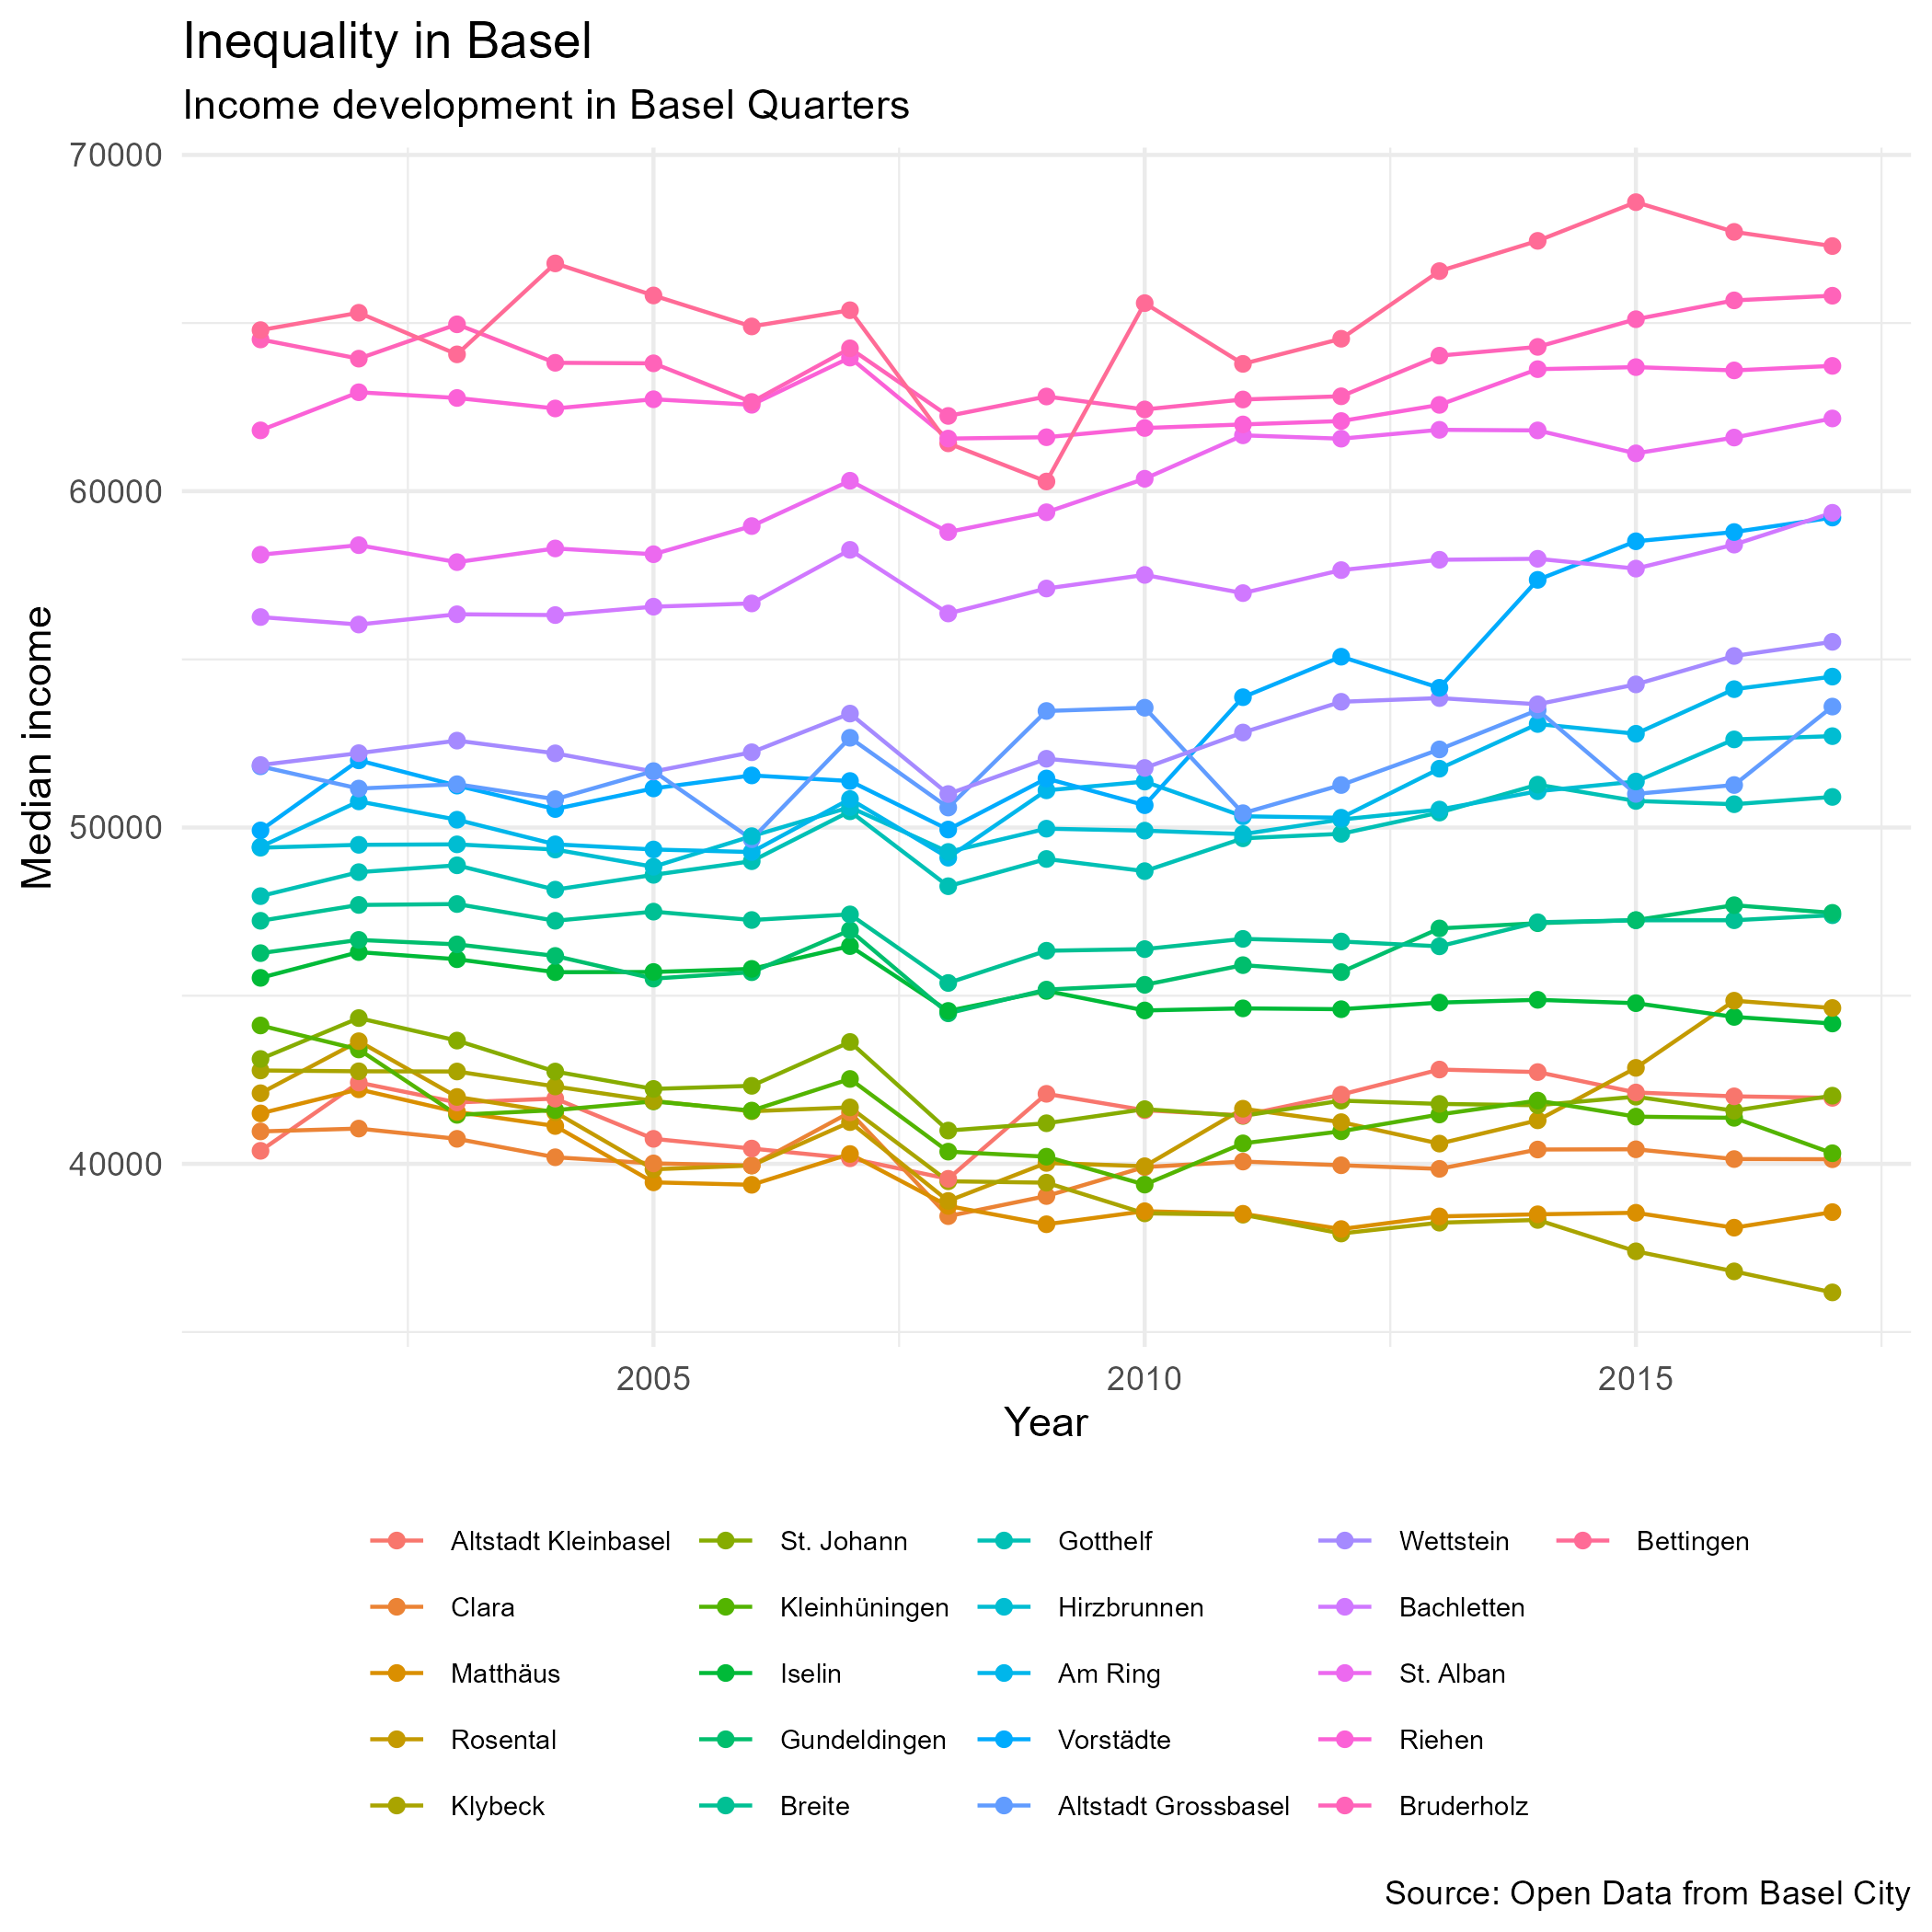 Inequality in Basel
Income development in Basel Quarters
70000
60000
50000
40000
Median income
2005 2010 2015
Year
Altstadt Kleinbasel St. Johann Gotthelf Wettstein Bettingen
Clara Kleinhüningen Hirzbrunnen Bachletten
Matthäus Iselin Am Ring St. Alban
Rosental Gundeldingen Vorstädte Riehen
Klybeck Breite Altstadt Grossbasel Bruderholz
Source: Open Data from Basel City